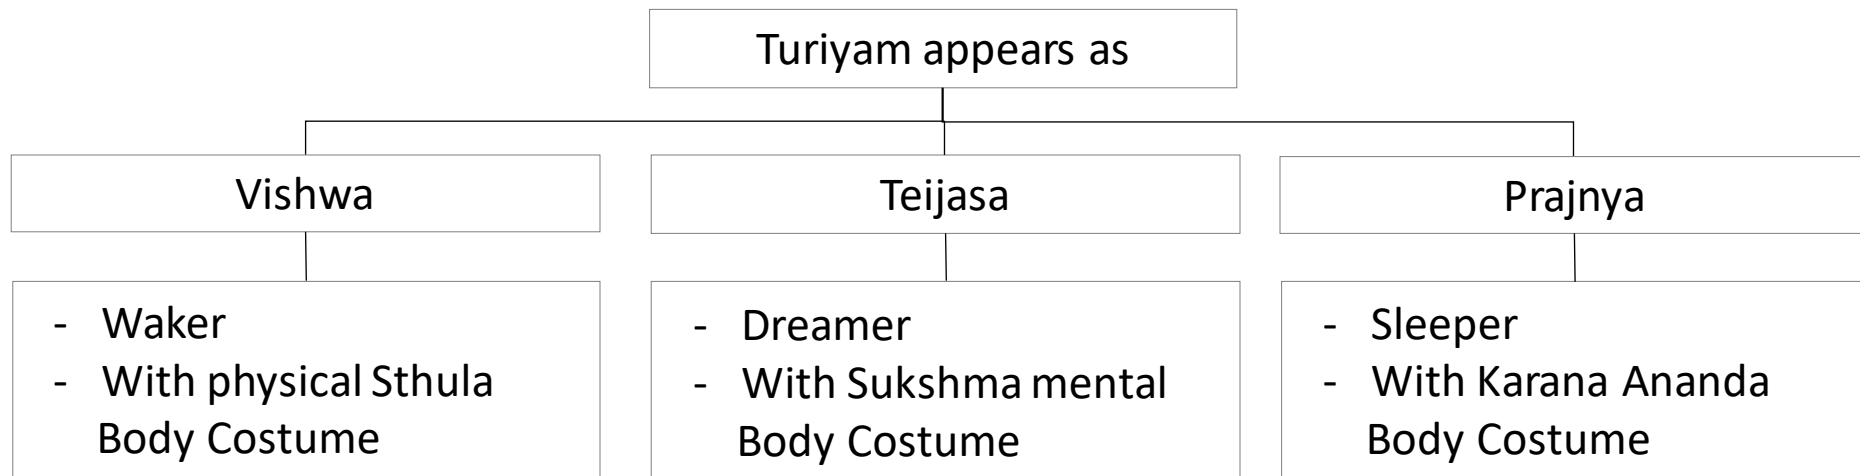 Turiyam appears as
Vishwa
Teijasa
Prajnya
- Waker
- With physical Sthula
Body Costume
- Dreamer
- With Sukshma mental
Body Costume
- Sleeper
- With Karana Ananda
Body Costume